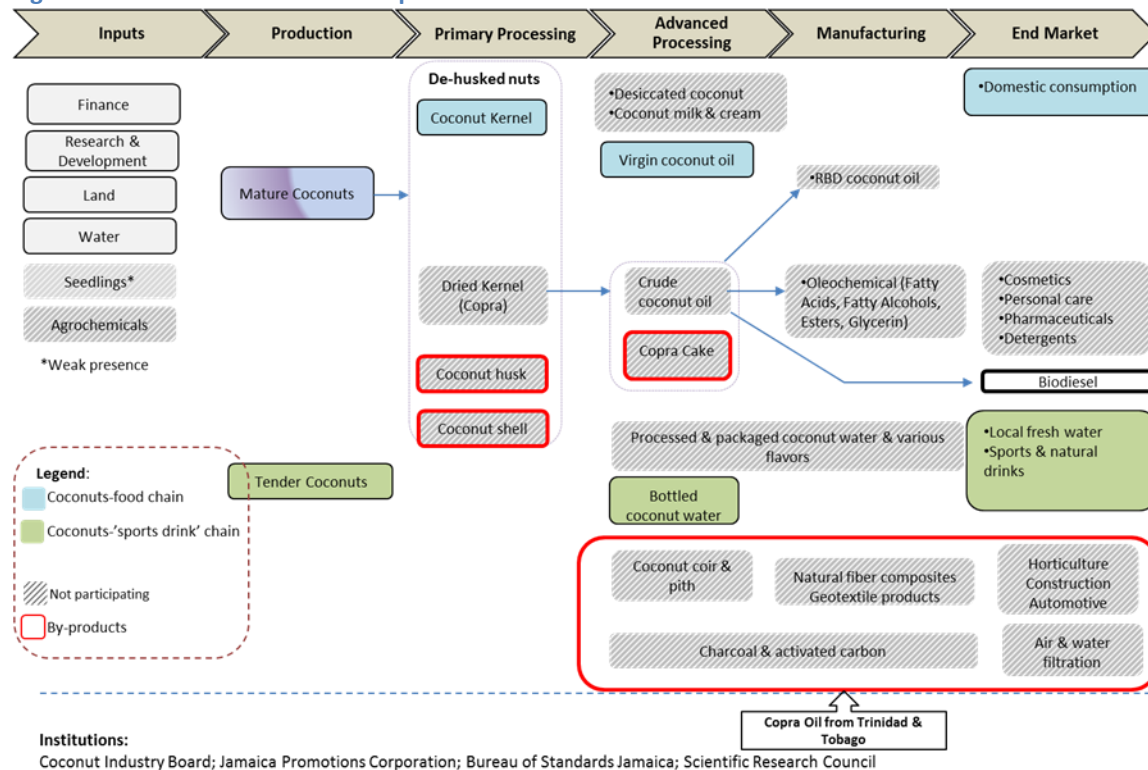 Inputs
Production
Primary Processing
Advanced
Processing
Manufacturing
End Market
Finance
Research &
Development
Land
Water
Seedlings*
Agrochemicals
*Weak presence
Mature Coconuts
Tender Coconuts
De-husked nuts
Coconut Kernel
Dried Kernel
(Copra)
Coconut husk
Coconut shell
•Desiccated coconut
•Coconut milk & cream
Virgin coconut oil
Crude
coconut oil
Copra Cake
•RBD coconut oil
•Oleochemical (Fatty
Acids, Fatty Alcohols,
Esters, Glycerin)
•Domestic consumption
•Cosmetics
•Personal care
•Pharmaceuticals
•Detergents
Biodiesel
Processed & packaged coconut water & various
flavors
Bottled
coconut water
•Local fresh water
•Sports & natural
drinks
Coconut coir &
pith
Natural fiber composites
Geotextile products
Horticulture
Construction
Automotive
Charcoal & activated carbon
Air & water
filtration
Copra Oil from Trinidad &
Tobago
Legend:
Coconuts-food chain
Coconuts-’sports drink’ chain
Not participating
By-products
Institutions:
Coconut Industry Board; Jamaica Promotions Corporation; Bureau of Standards Jamaica; Scientific Research Council